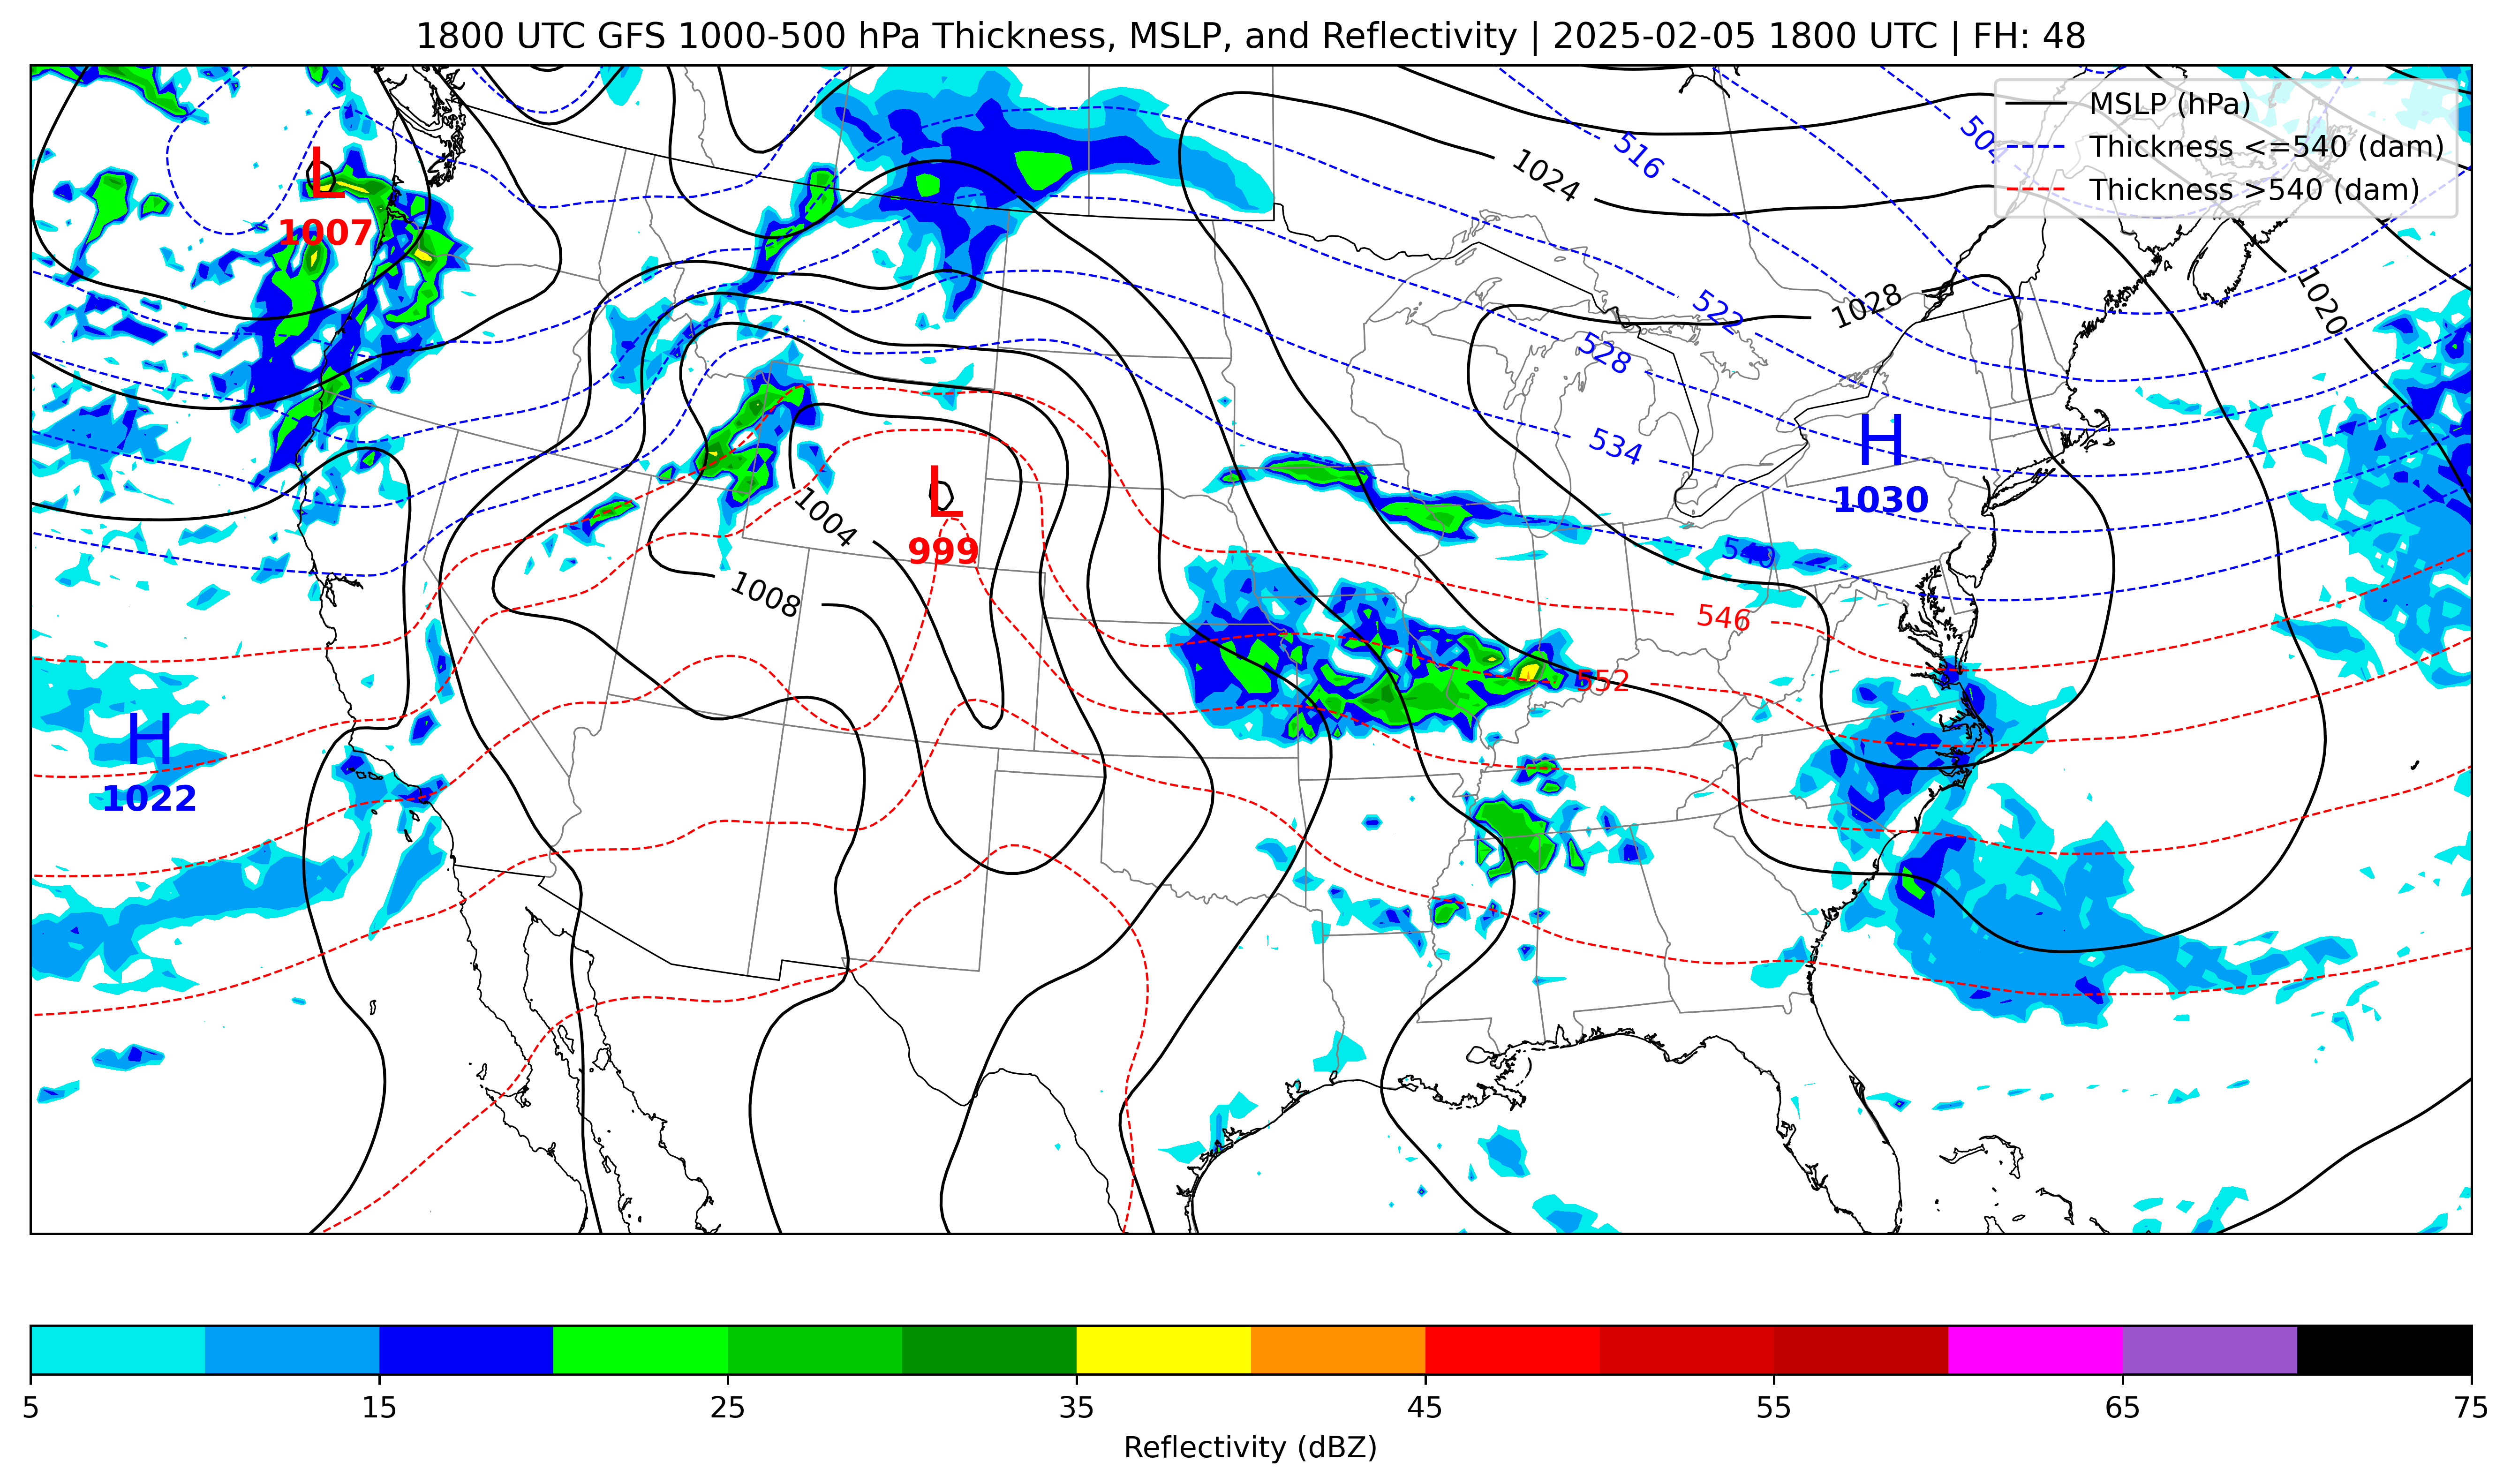 1800 UTC GFS 1000-500 hPa Thickness, MSLP, and Reflectivity | 2025-02-05 1800 UTC | FH: 48
MSLP (hPa)
Thickness <=540 (dam)
Thickness >540 (dam)
516
504
1024
L
1007
1028
1020
522
528
534
H
1030
L
999
1004
540
1008
546
552
H
1022
5
15
25
35
45
55
65
75
Reflectivity (dBZ)